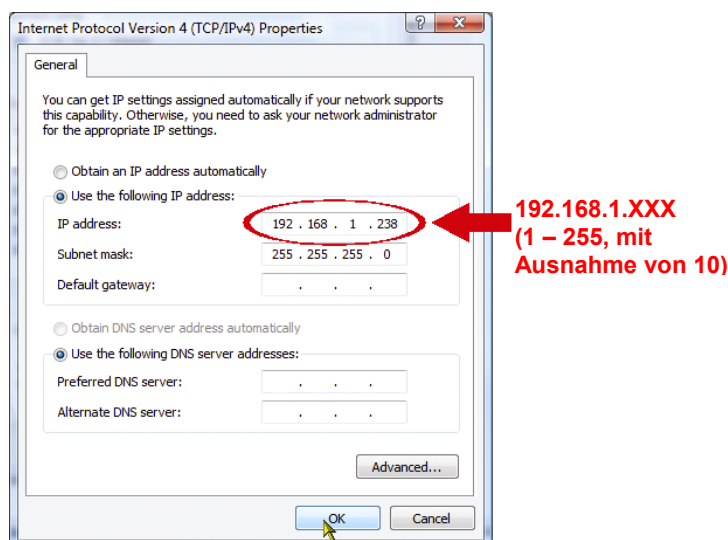 Internet Protocol Version 4 (TCP/IPv4) Properties
General
You can get IP settings assigned automatically if your network supports
this capability. Otherwise, you need to ask your network administrator
for the appropriate IP settings.
Obtain an IP address automatically
Use the following IP address:
IP address: 192 . 168 . 1 . 238
Subnet mask: 255 . 255 . 255 . 0
Default gateway: . . .
192.168.1.XXX
(1 – 255, mit
Ausnahme von 10)
Obtain DNS server address automatically
Use the following DNS server addresses:
Preferred DNS server: . . .
Alternate DNS server: . . .
Advanced...
OK Cancel